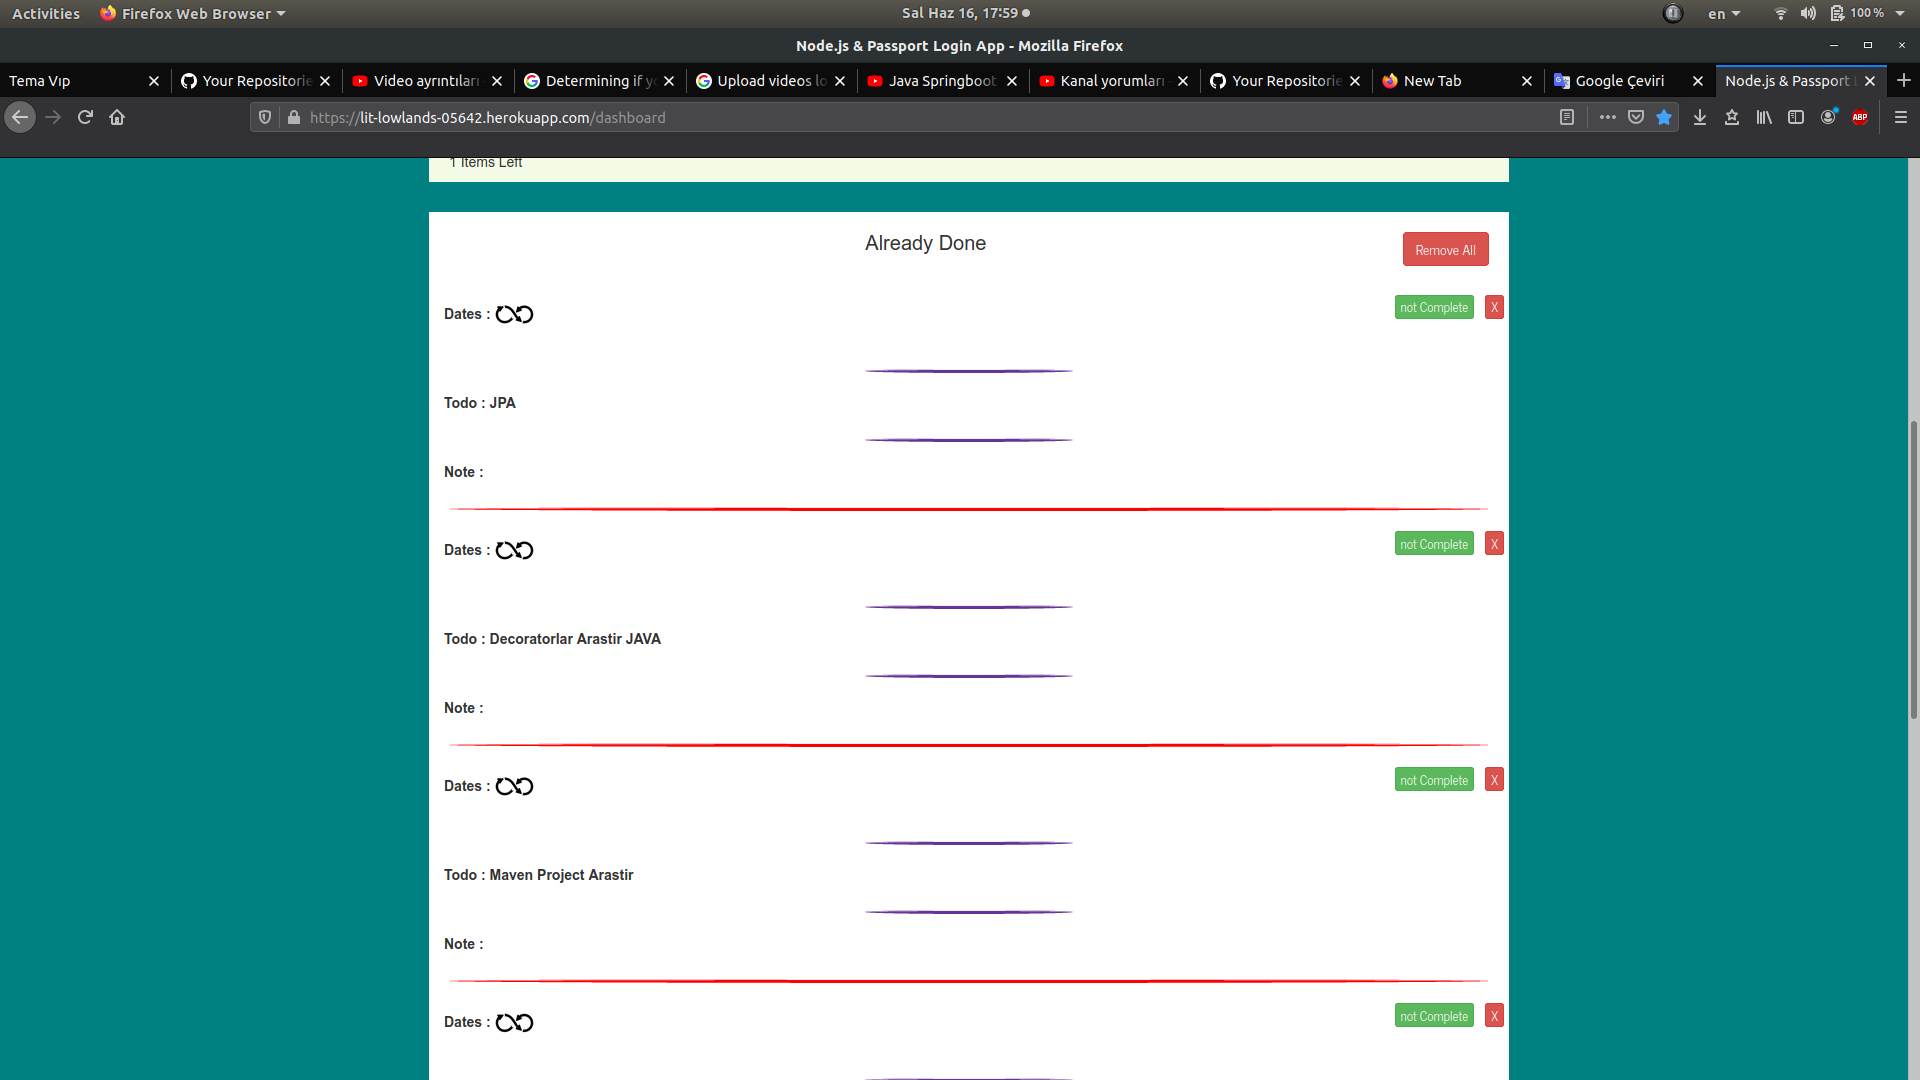 Activities Firefox Web Browser Sal Haz 16, 17:59 en 100 %
Node.js & Passport Login App - Mozilla Firefox
Tema Vıp Your Repositorie Video ayrıntıları Determining if yo Upload videos lo Java Springboot Kanal yorumları Your Repositorie New Tab Google Çeviri Node.js & Passport L
https://lit-lowlands-05642.herokuapp.com/dashboard ABP
1 Items Left
Already Done Remove All
Dates : not Complete X
Todo : JPA
Note :
Dates : not Complete X
Todo : Decoratorlar Arastir JAVA
Note :
Dates : not Complete X
Todo : Maven Project Arastir
Note :
Dates : not Complete X